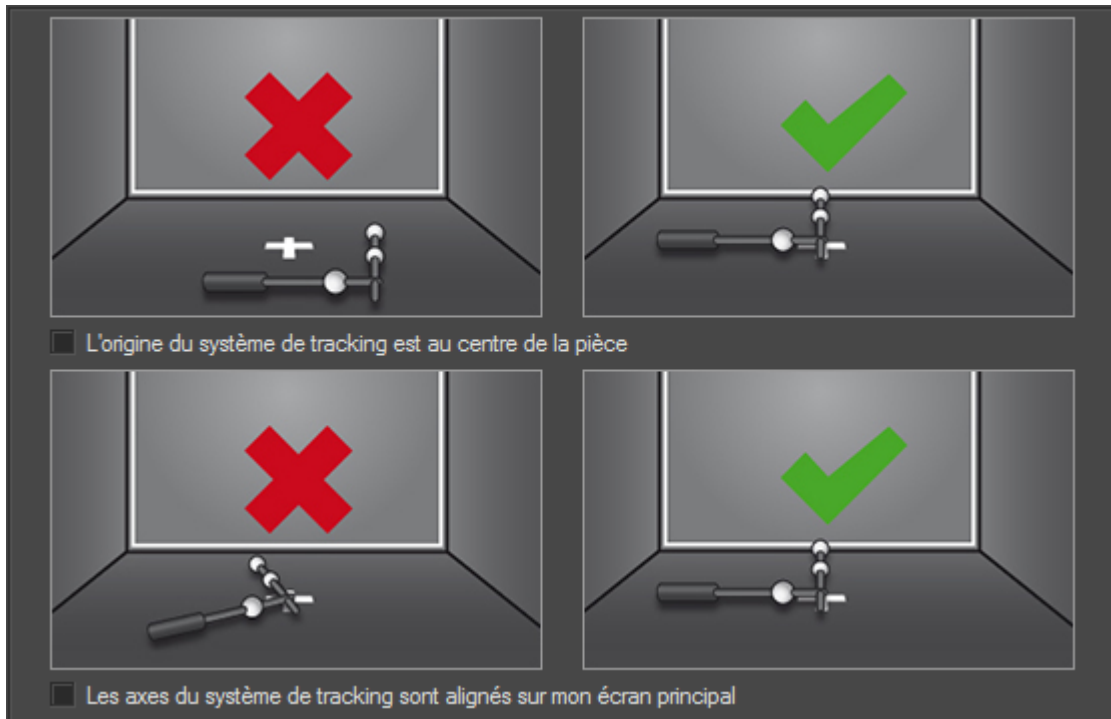 L'origine du système de tracking est au centre de la pièce
Les axes du système de tracking sont alignés sur mon écran principal